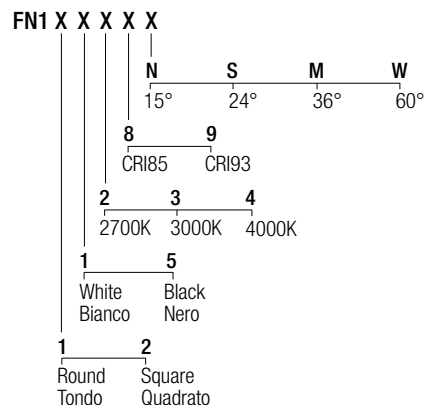 FN1 X X X X X
N S M W
15° 24° 36° 60°
8 9
CRI85 CRI93
2 3 4
2700K 3000K 4000K
1 5
White Black
Bianco Nero
1 2
Round Square
Tondo Quadrato